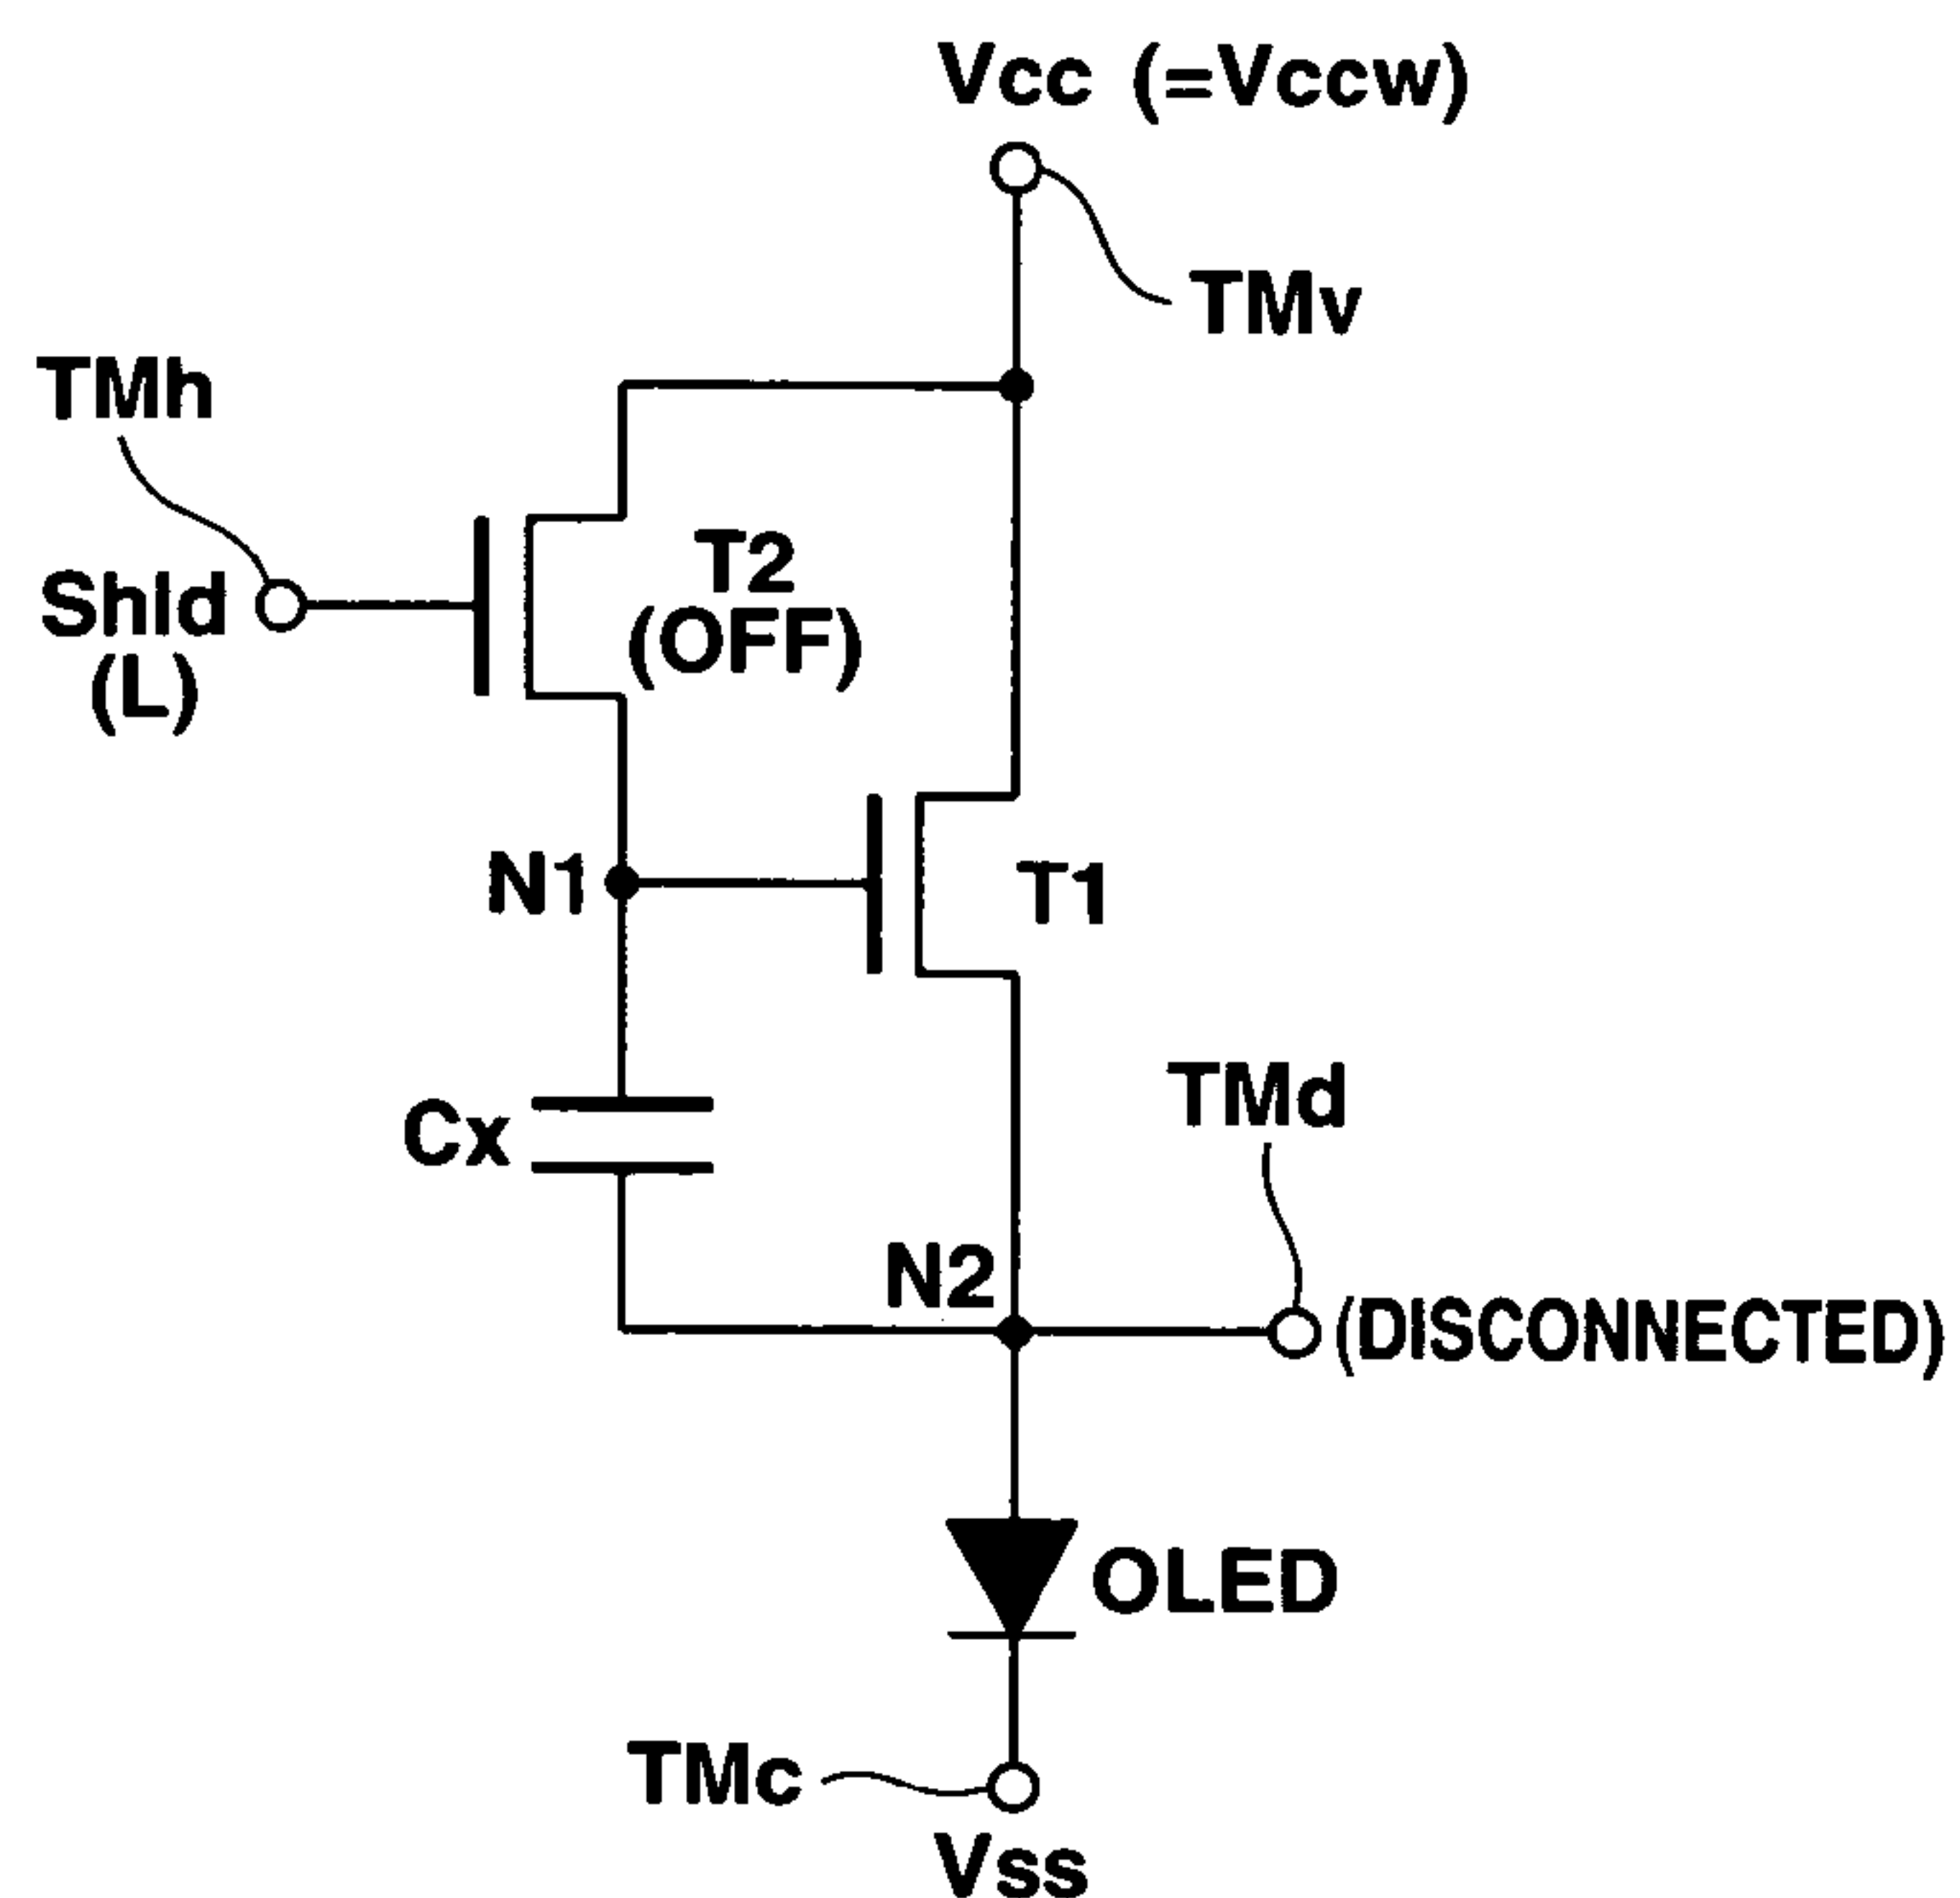 Vcc (=Vccw)
TMv
TMh
T2
(OFF)
Shld
(L)
N1
T1
Cx
TMd
N2
(DISCONNECTED)
OLED
TMc
Vss